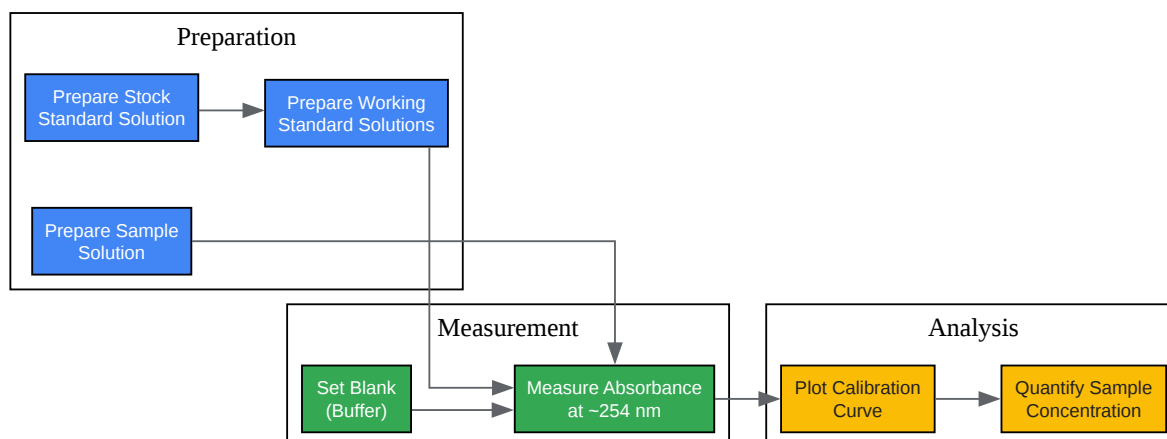 Preparation
Prepare Stock
Standard Solution
Prepare Working
Standard Solutions
Prepare Sample
Solution
Measurement
Set Blank
(Buffer)
Measure Absorbance
at ~254 nm
Analysis
Plot Calibration
Curve
Quantify Sample
Concentration